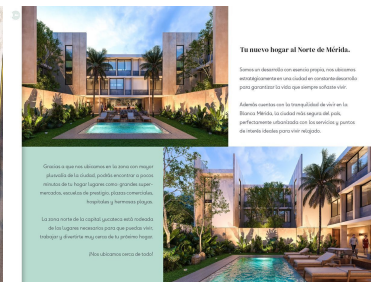 Tu nuevo hogar al Norte de Mérida.
Somos un desarrollo con esencia propia, nos ubicamos
estratégicamente en una ciudad en constante desarrollo
para garantizar la vida que siempre soñaste vivir.
Además cuentas con la tranquilidad de vivir en la
Blanca Mérida, la ciudad más segura del país,
perfectamente urbanizada con los servicios y puntos
de interés ideales para vivir relajado.
Gracias a que nos ubicamos en la zona con mayor
plusvalía de la ciudad, podrás encontrar a pocos
minutos de tu hogar lugares como: grandes super-
mercados, escuelas de prestigio, plazas comerciales,
hospitales y hermosas playas.
La zona norte de la capital yucateca está rodeada
de los lugares necesarios para que puedas vivir,
trabajar y divertirte muy cerca de tu próximo hogar.
¡Nos ubicamos cerca de todo!